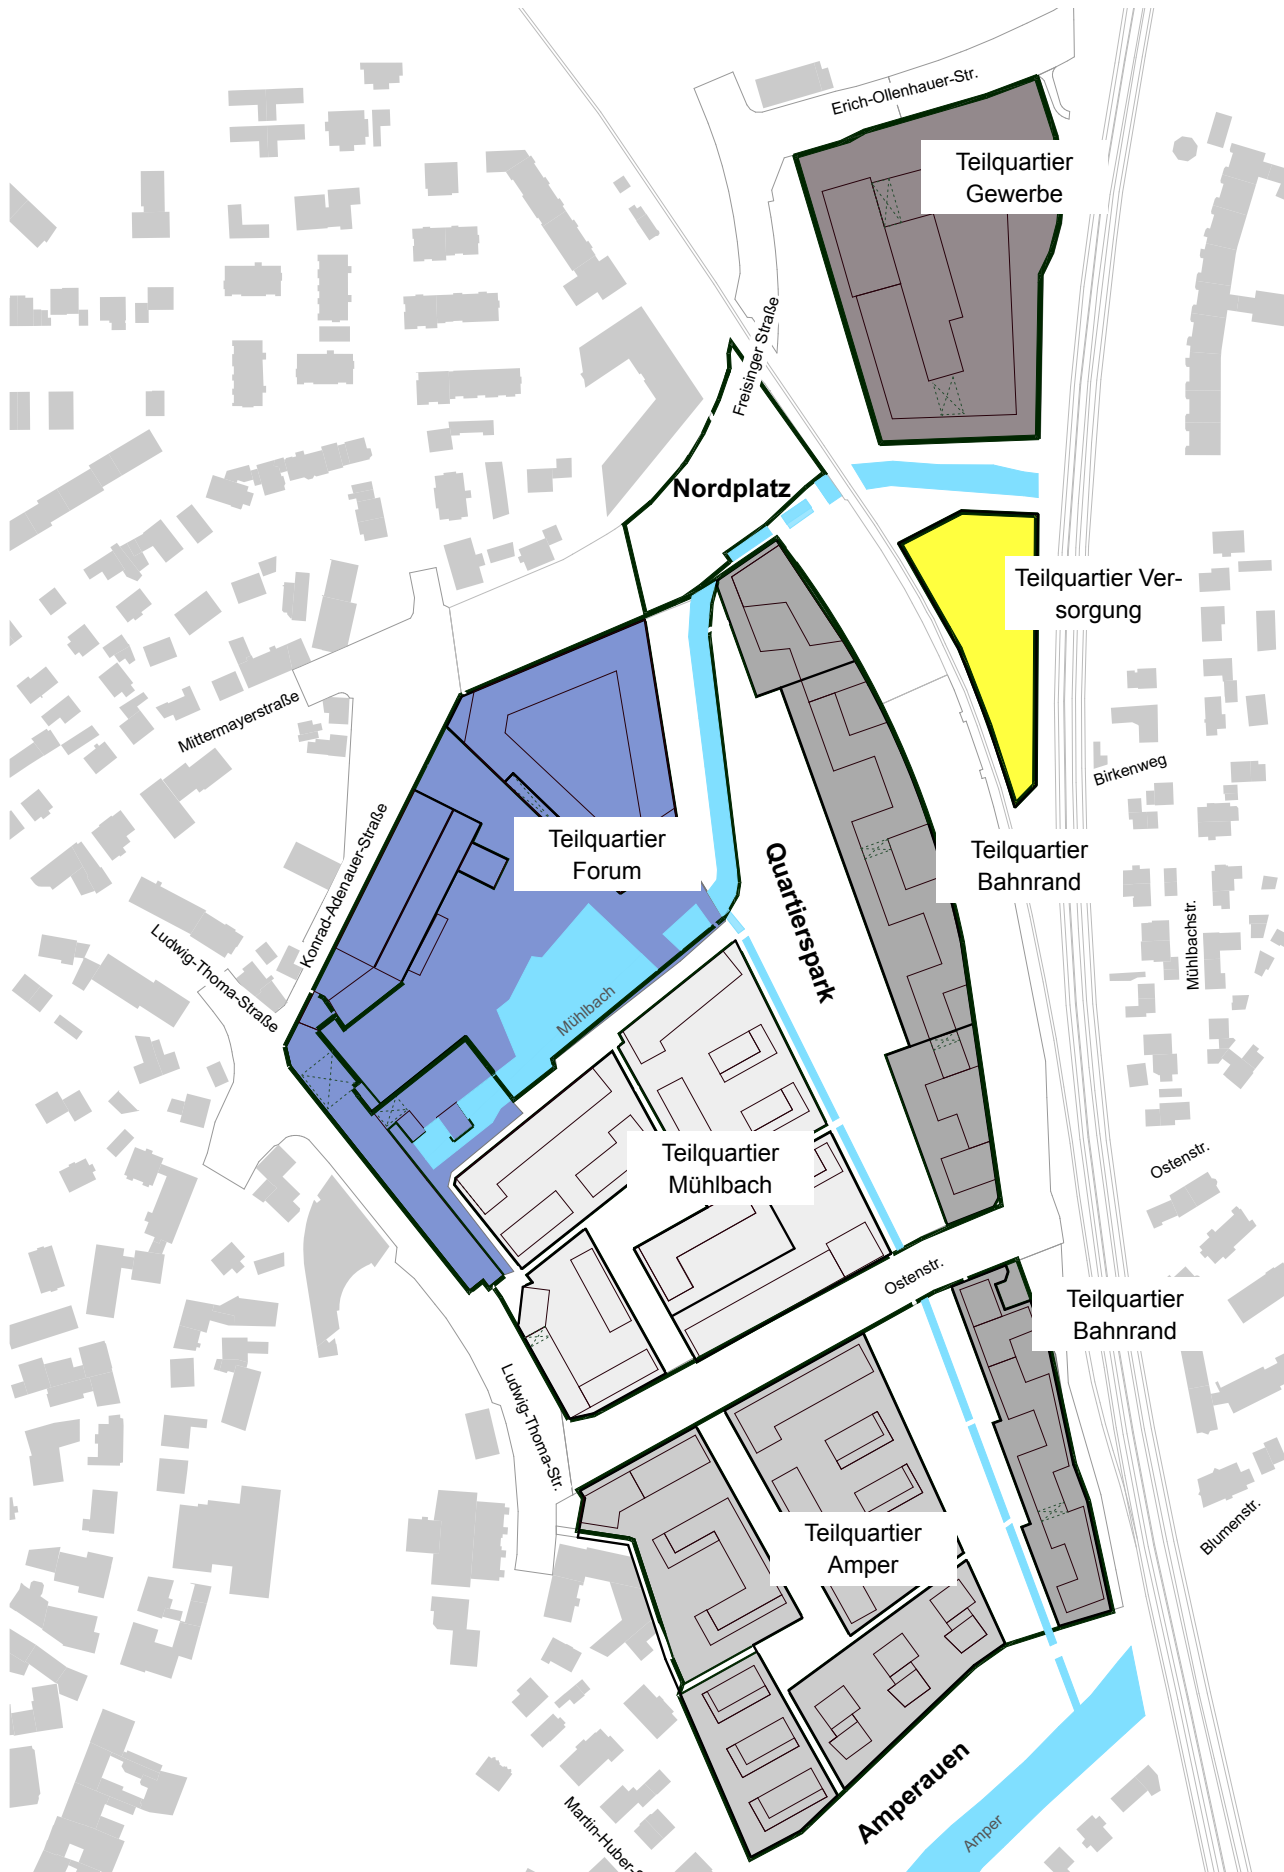 Erich-Ollenhauer-Str.
Teilquartier
Gewerbe
Freisinger Straße
Nordplatz
Teilquartier Ver-
sorgung
Mittermayerstraße
Birkenweg
Teilquartier
Forum
Quartierspark
Teilquartier
Bahnrand
Konrad-Adenauer-Straße
Ludwig-Thoma-Straße
Mühlbachstr.
Mühlbach
Teilquartier
Mühlbach
Ostenstr.
Ostenstr.
Teilquartier
Bahnrand
Ludwig-Thoma-Str.
Teilquartier
Amper
Blumenstr.
Amperauen
Amper
Martin-Huber-